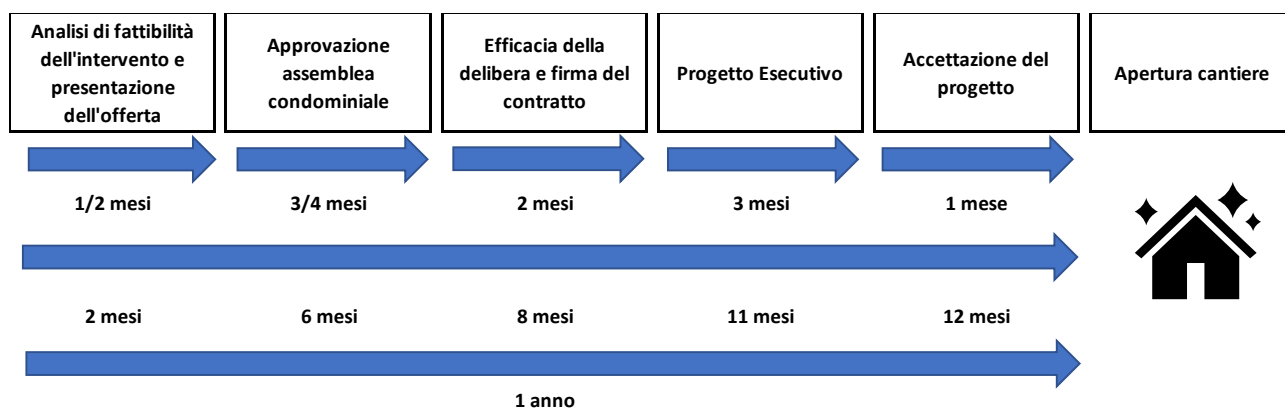 Analisi di fattibilità
dell'intervento e
presentazione
dell'offerta
Approvazione
assemblea
condominiale
Efficacia della
delibera e firma del
contratto
Progetto Esecutivo
Accettazione del
progetto
Apertura cantiere
1/2 mesi
3/4 mesi
2 mesi
3 mesi
1 mese
2 mesi
6 mesi
8 mesi
11 mesi
12 mesi
1 anno